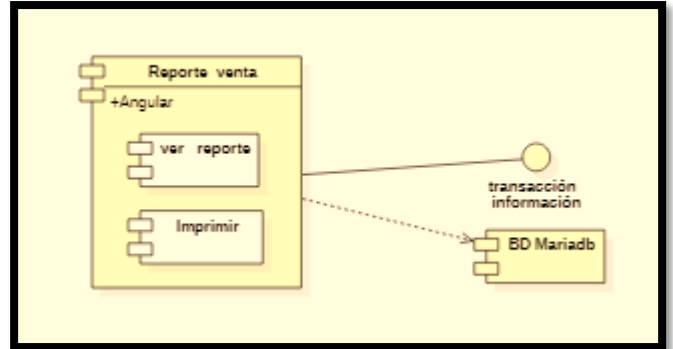 Reporte venta
+Angular
ver reporte
Imprimir
transacción
información
BD Mariadb